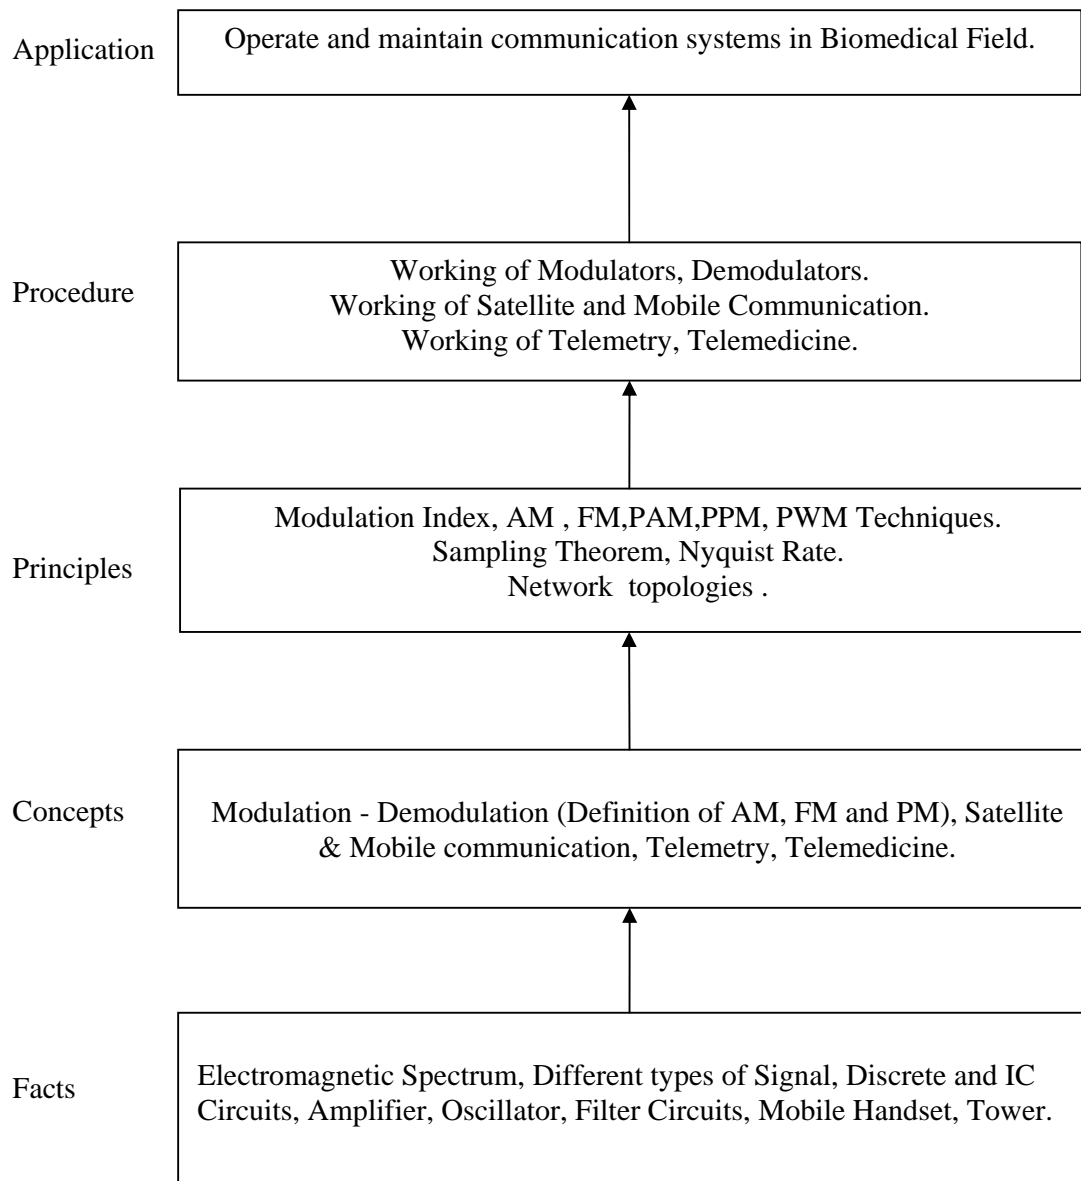 Application
Operate and maintain communication systems in Biomedical Field.
Procedure
Working of Modulators, Demodulators.
Working of Satellite and Mobile Communication.
Working of Telemetry, Telemedicine.
Principles
Modulation Index, AM , FM,PAM,PPM, PWM Techniques.
Sampling Theorem, Nyquist Rate.
Network topologies .
Concepts
Modulation - Demodulation (Definition of AM, FM and PM), Satellite
& Mobile communication, Telemetry, Telemedicine.
Facts
Electromagnetic Spectrum, Different types of Signal, Discrete and IC
Circuits, Amplifier, Oscillator, Filter Circuits, Mobile Handset, Tower.